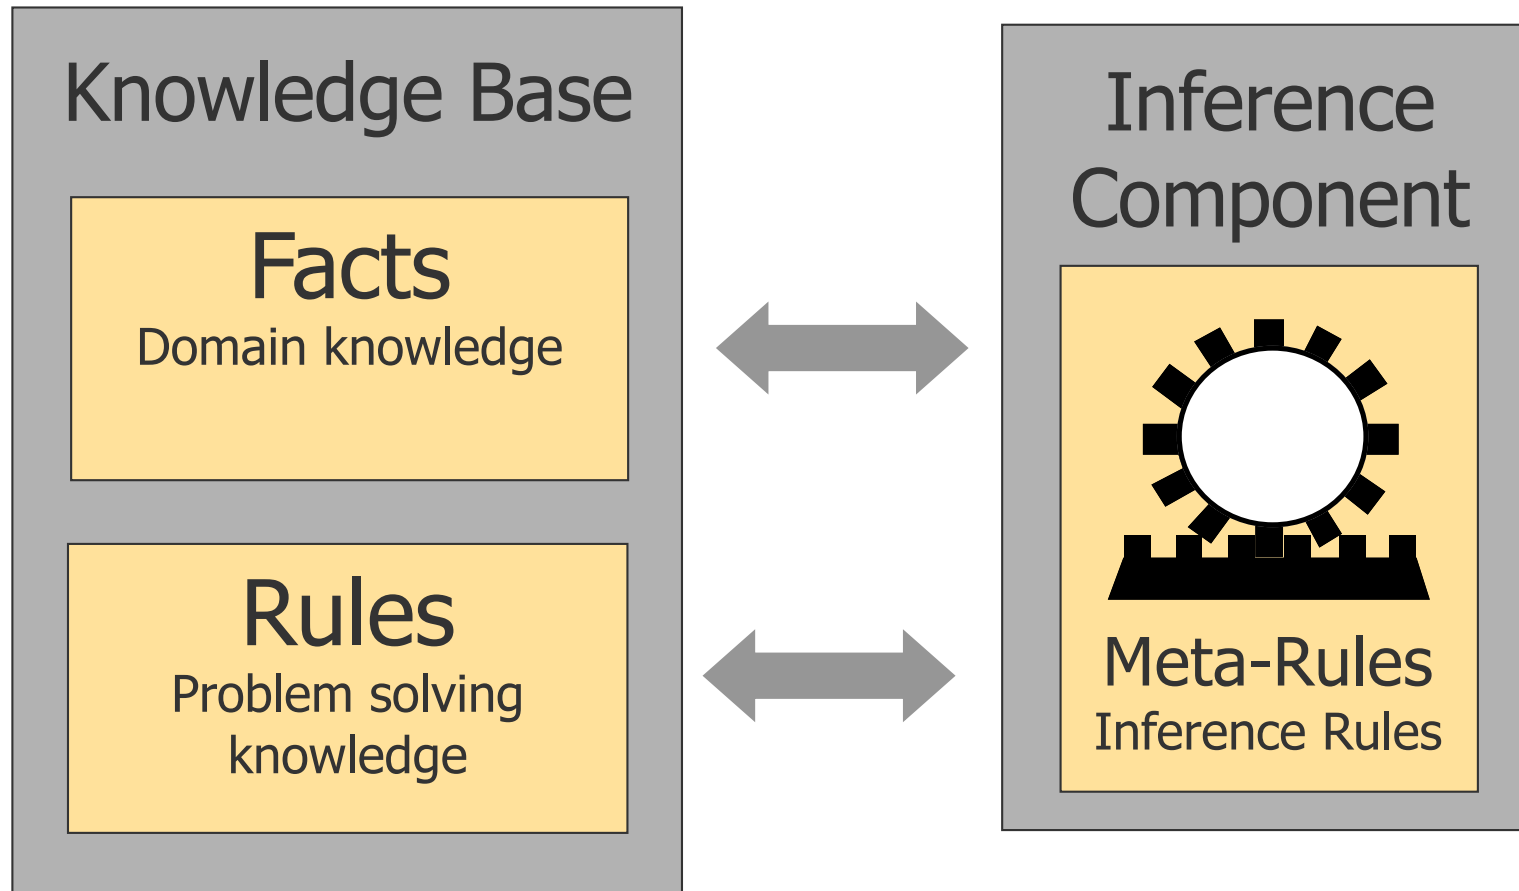 Knowledge Base
Facts
Domain knowledge
Rules
Problem solving
knowledge
Inference
Component
Meta-Rules
Inference Rules